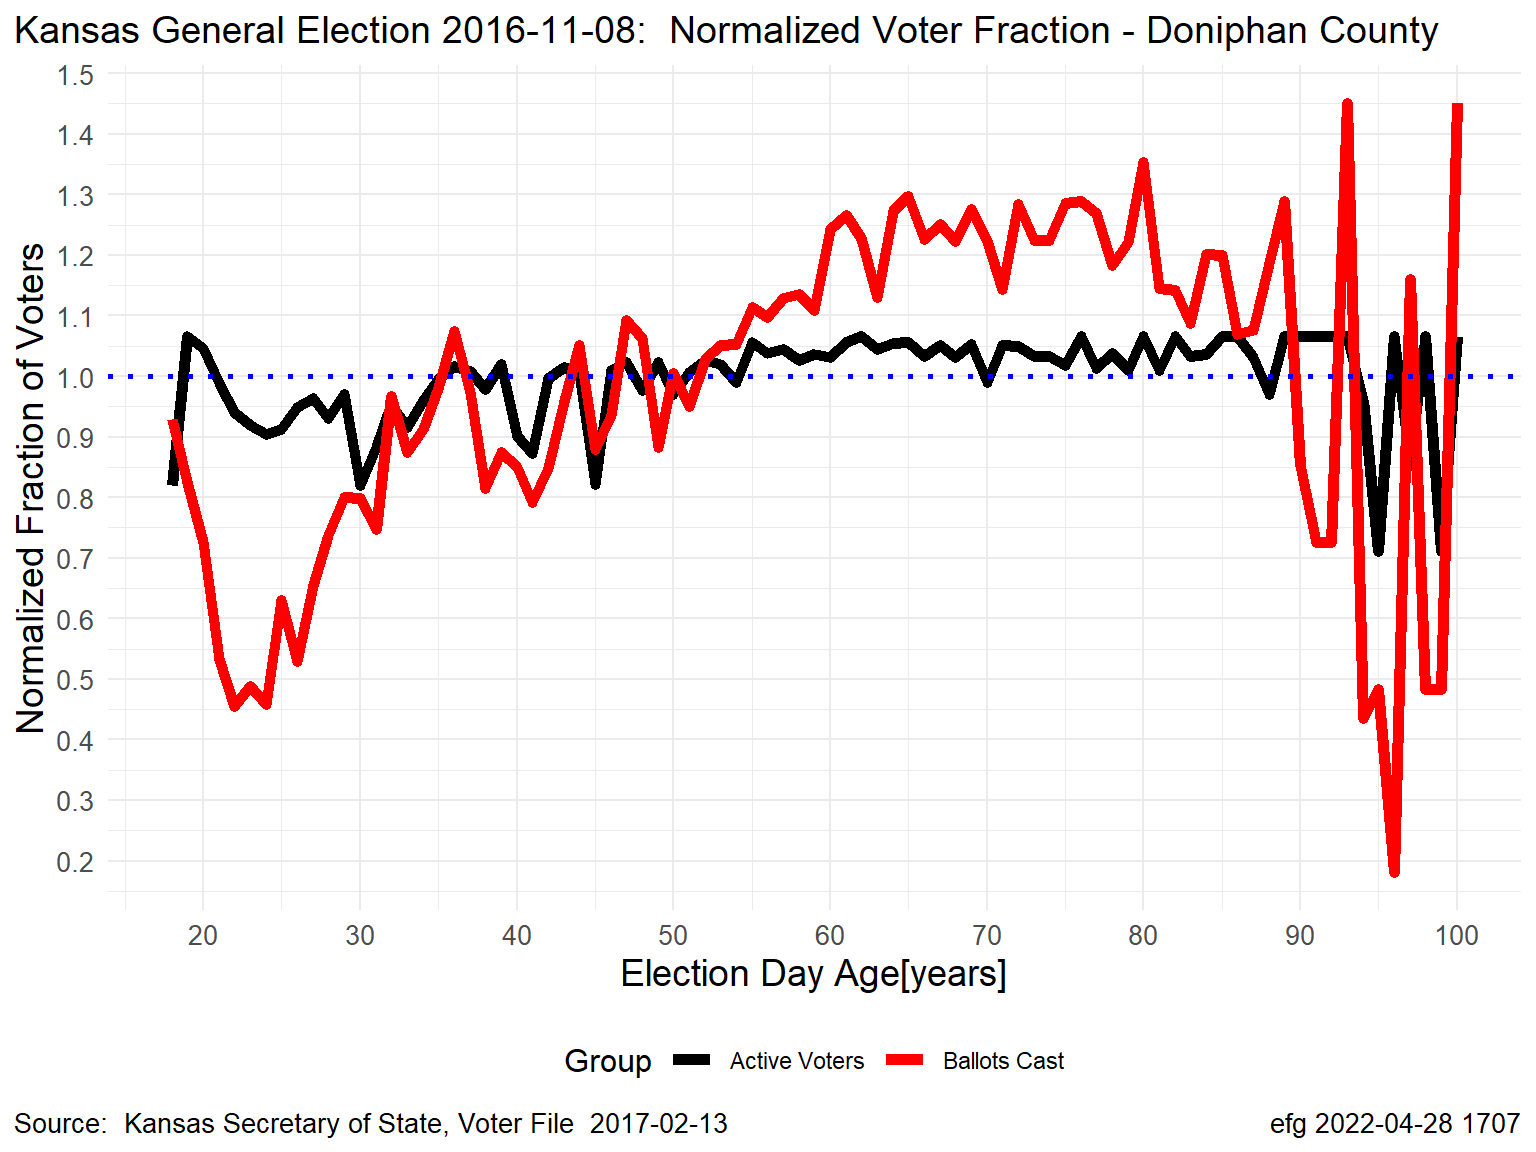 Kansas General Election 2016-11-08:  Normalized Voter Fraction - Doniphan County
Normalized Fraction of Voters
1.5
1.4
1.3
1.2
1.1
1.0
0.9
0.8
0.7
0.6
0.5
0.4
0.3
0.2
20 30 40 50 60 70 80 90 100
Election Day Age[years]
Group Active Voters Ballots Cast
Source:  Kansas Secretary of State, Voter File  2017-02-13 efg 2022-04-28 1707